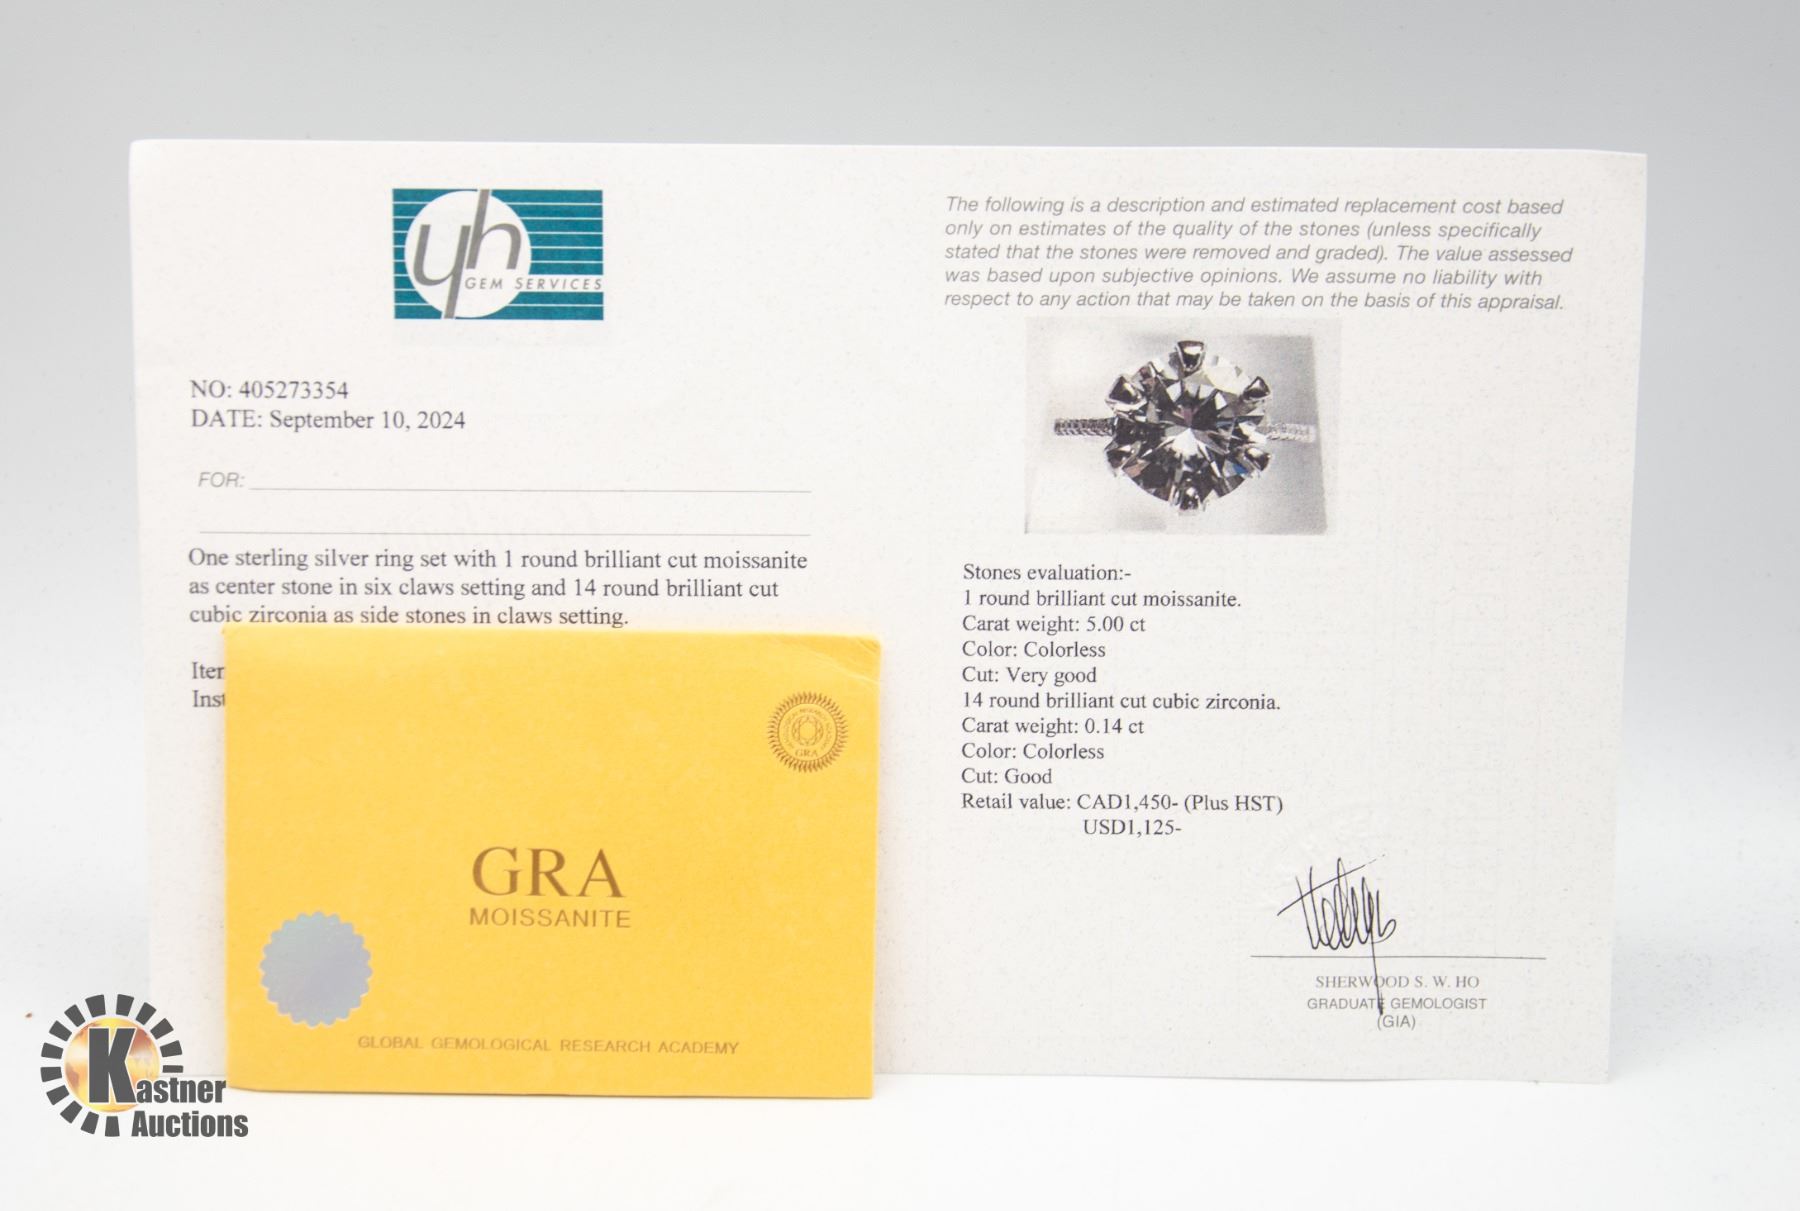 yh
GEM SERVICES
NO: 405273354
DATE: September 10, 2024
FOR:
One sterling silver ring set with 1 round brilliant cut moissanite
as center stone in six claws setting and 14 round brilliant cut
cubic zirconia as side stones in claws setting.
The following is a description and estimated replacement cost based
only on estimates of the quality of the stones (unless specifically
stated that the stones were removed and graded). The value assessed
was based upon subjective opinions. We assume no liability with
respect to any action that may be taken on the basis of this appraisal.
Stones evaluation:-
1 round brilliant cut moissanite.
Carat weight: 5.00 ct
Color: Colorless
Cut: Very good
14 round brilliant cut cubic zirconia.
Carat weight: 0.14 ct
Color: Colorless
Cut: Good
Retail value: CAD1,450- (Plus HST)
USD1,125-
SHERWOOD S. W. HO
GRADUATE GEMOLOGIST
(GIA)
GRA
GRA
MOISSANITE
GLOBAL GEMOLOGICAL RESEARCH ACADEMY
Kastner
Auctions